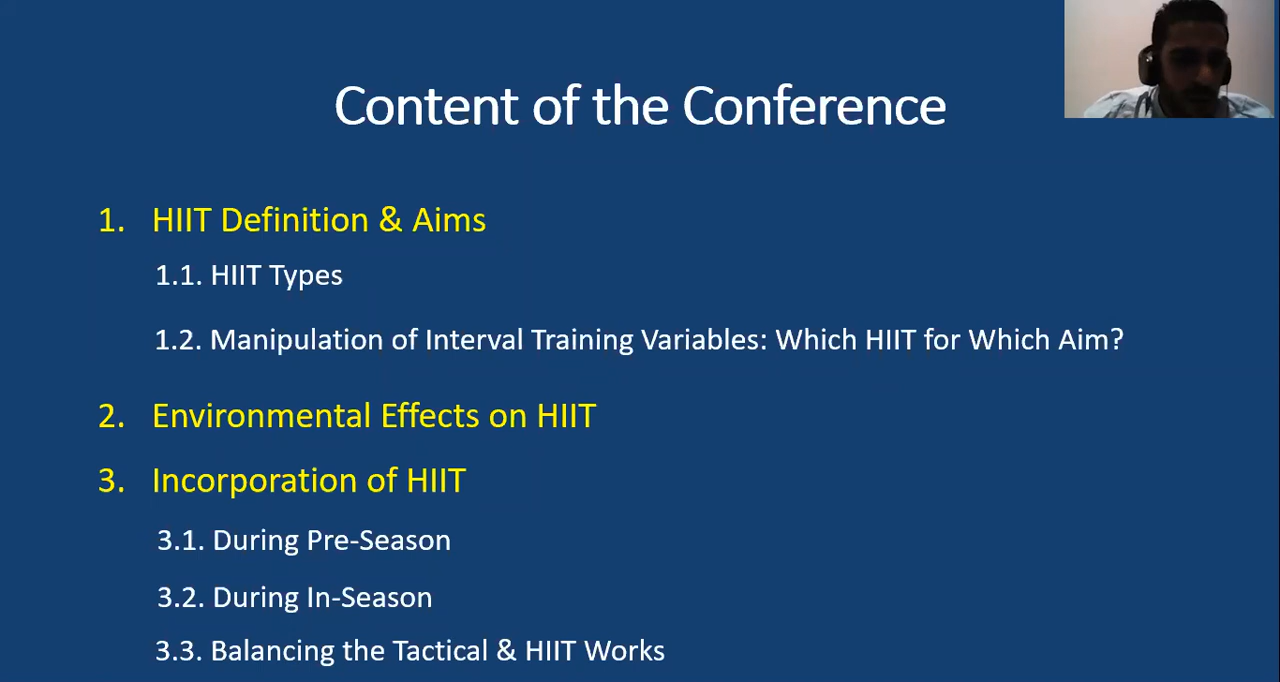 Content of the Conference
1. HIIT Definition & Aims
1.1. HIIT Types
1.2. Manipulation of Interval Training Variables: Which HIIT for Which Aim?
2. Environmental Effects on HIIT
3. Incorporation of HIIT
3.1. During Pre-Season
3.2. During In-Season
3.3. Balancing the Tactical & HIIT Works